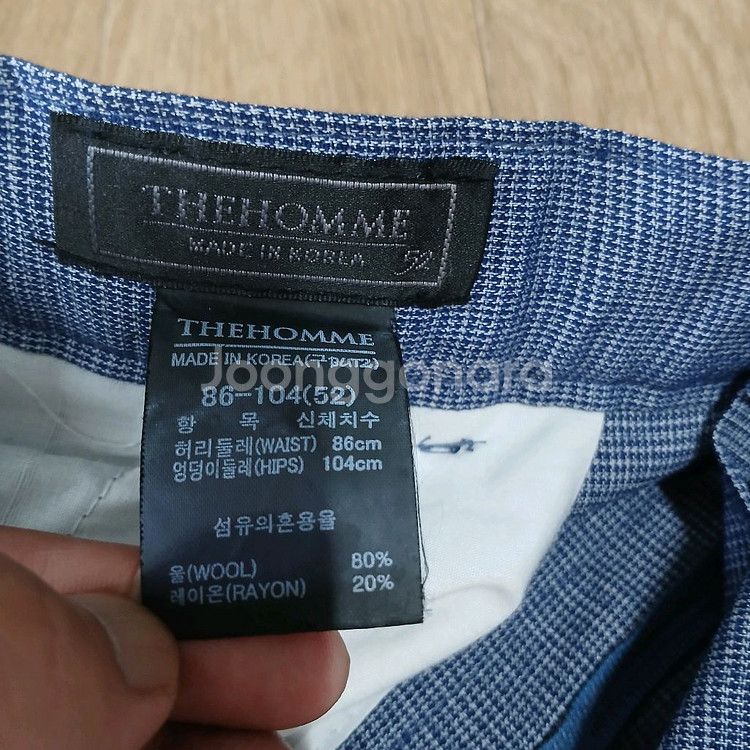 THEHOMME
MADE IN KOREA 52
THEHOMME
MADE IN KOREA
Joonggonara
86-104(52)
항 목 신체치수
허리둘레(WAIST) 86cm
엉덩이둘레(HIPS) 104cm
섬유의혼용율
울(WOOL) 80%
레이온(RAYON) 20%